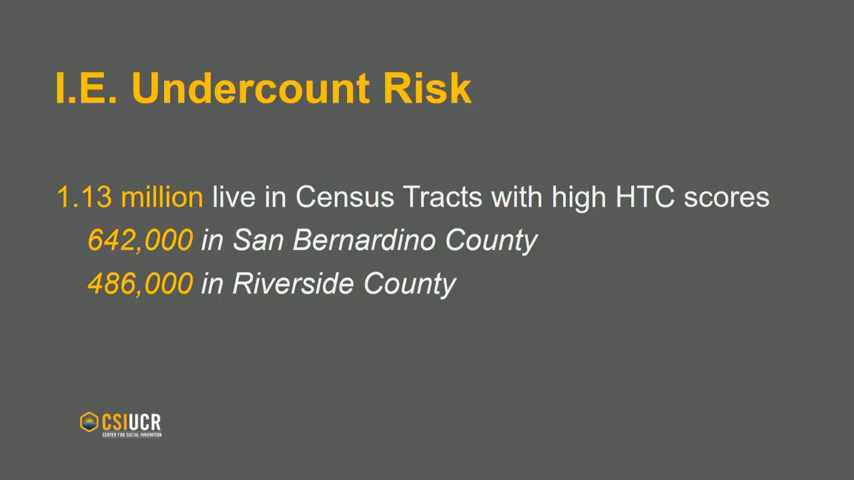 I.E. Undercount Risk
1.13 million live in Census Tracts with high HTC scores
642,000 in San Bernardino County
486,000 in Riverside County
CSIUCR
CENTER FOR SOCIAL INNOVATION